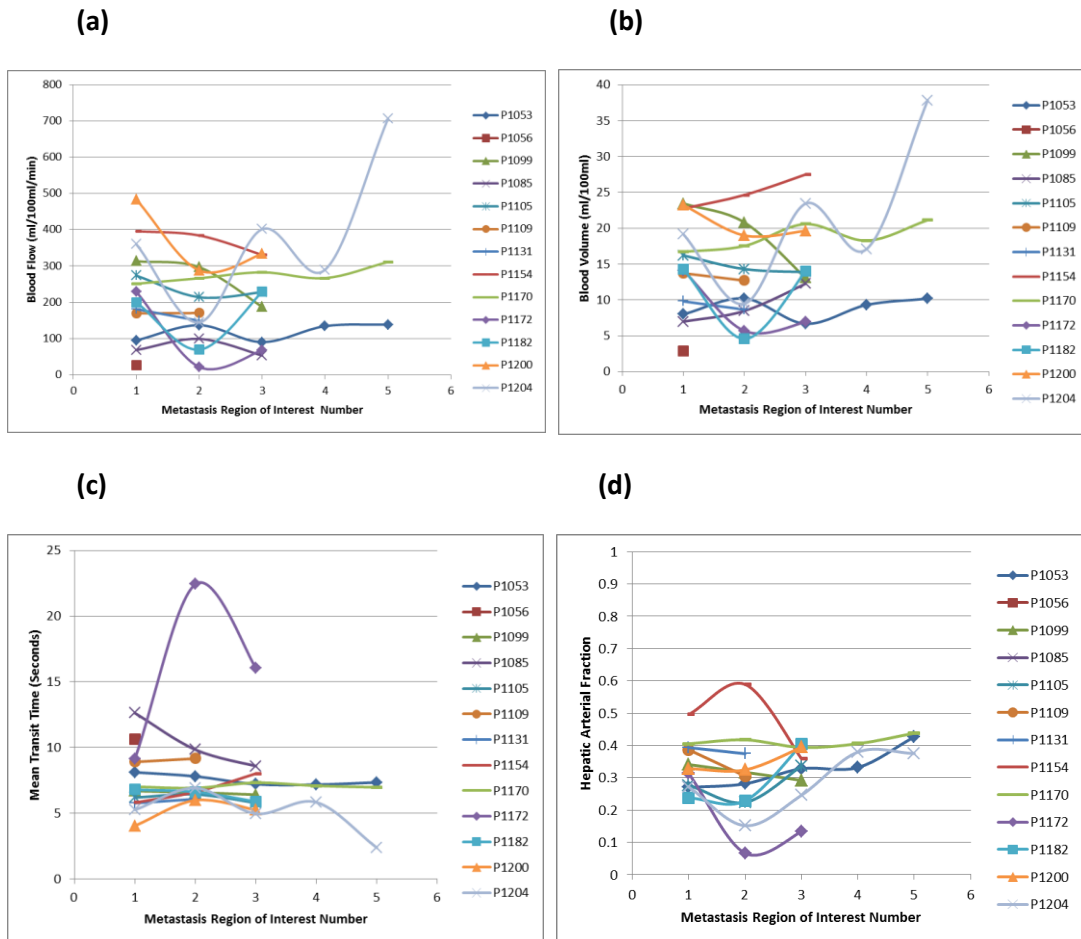 (a)
800
700
600
500
400
300
200
100
0
Blood Flow (ml/100ml/min)
0
1
2
3
4
5
6
Metastasis Region of Interest Number
P1053
P1056
P1099
P1085
P1105
P1109
P1131
P1154
P1170
P1172
P1182
P1200
P1204
(b)
40
35
30
25
20
15
10
5
0
Blood Volume (ml/100ml)
0
1
2
3
4
5
6
Metastasis Region of Interest Number
P1053
P1056
P1099
P1085
P1105
P1109
P1131
P1154
P1170
P1172
P1182
P1200
P1204
(c)
25
20
15
10
5
0
Mean Transit Time (Seconds)
0
1
2
3
4
5
6
Metastasis Region of Interest Number
P1053
P1056
P1099
P1085
P1105
P1109
P1131
P1154
P1170
P1172
P1182
P1200
P1204
(d)
1
0.9
0.8
0.7
0.6
0.5
0.4
0.3
0.2
0.1
0
Hepatic Arterial Fraction
0
1
2
3
4
5
6
Metastasis Region of Interest Number
P1053
P1056
P1099
P1085
P1105
P1109
P1131
P1154
P1170
P1172
P1182
P1200
P1204